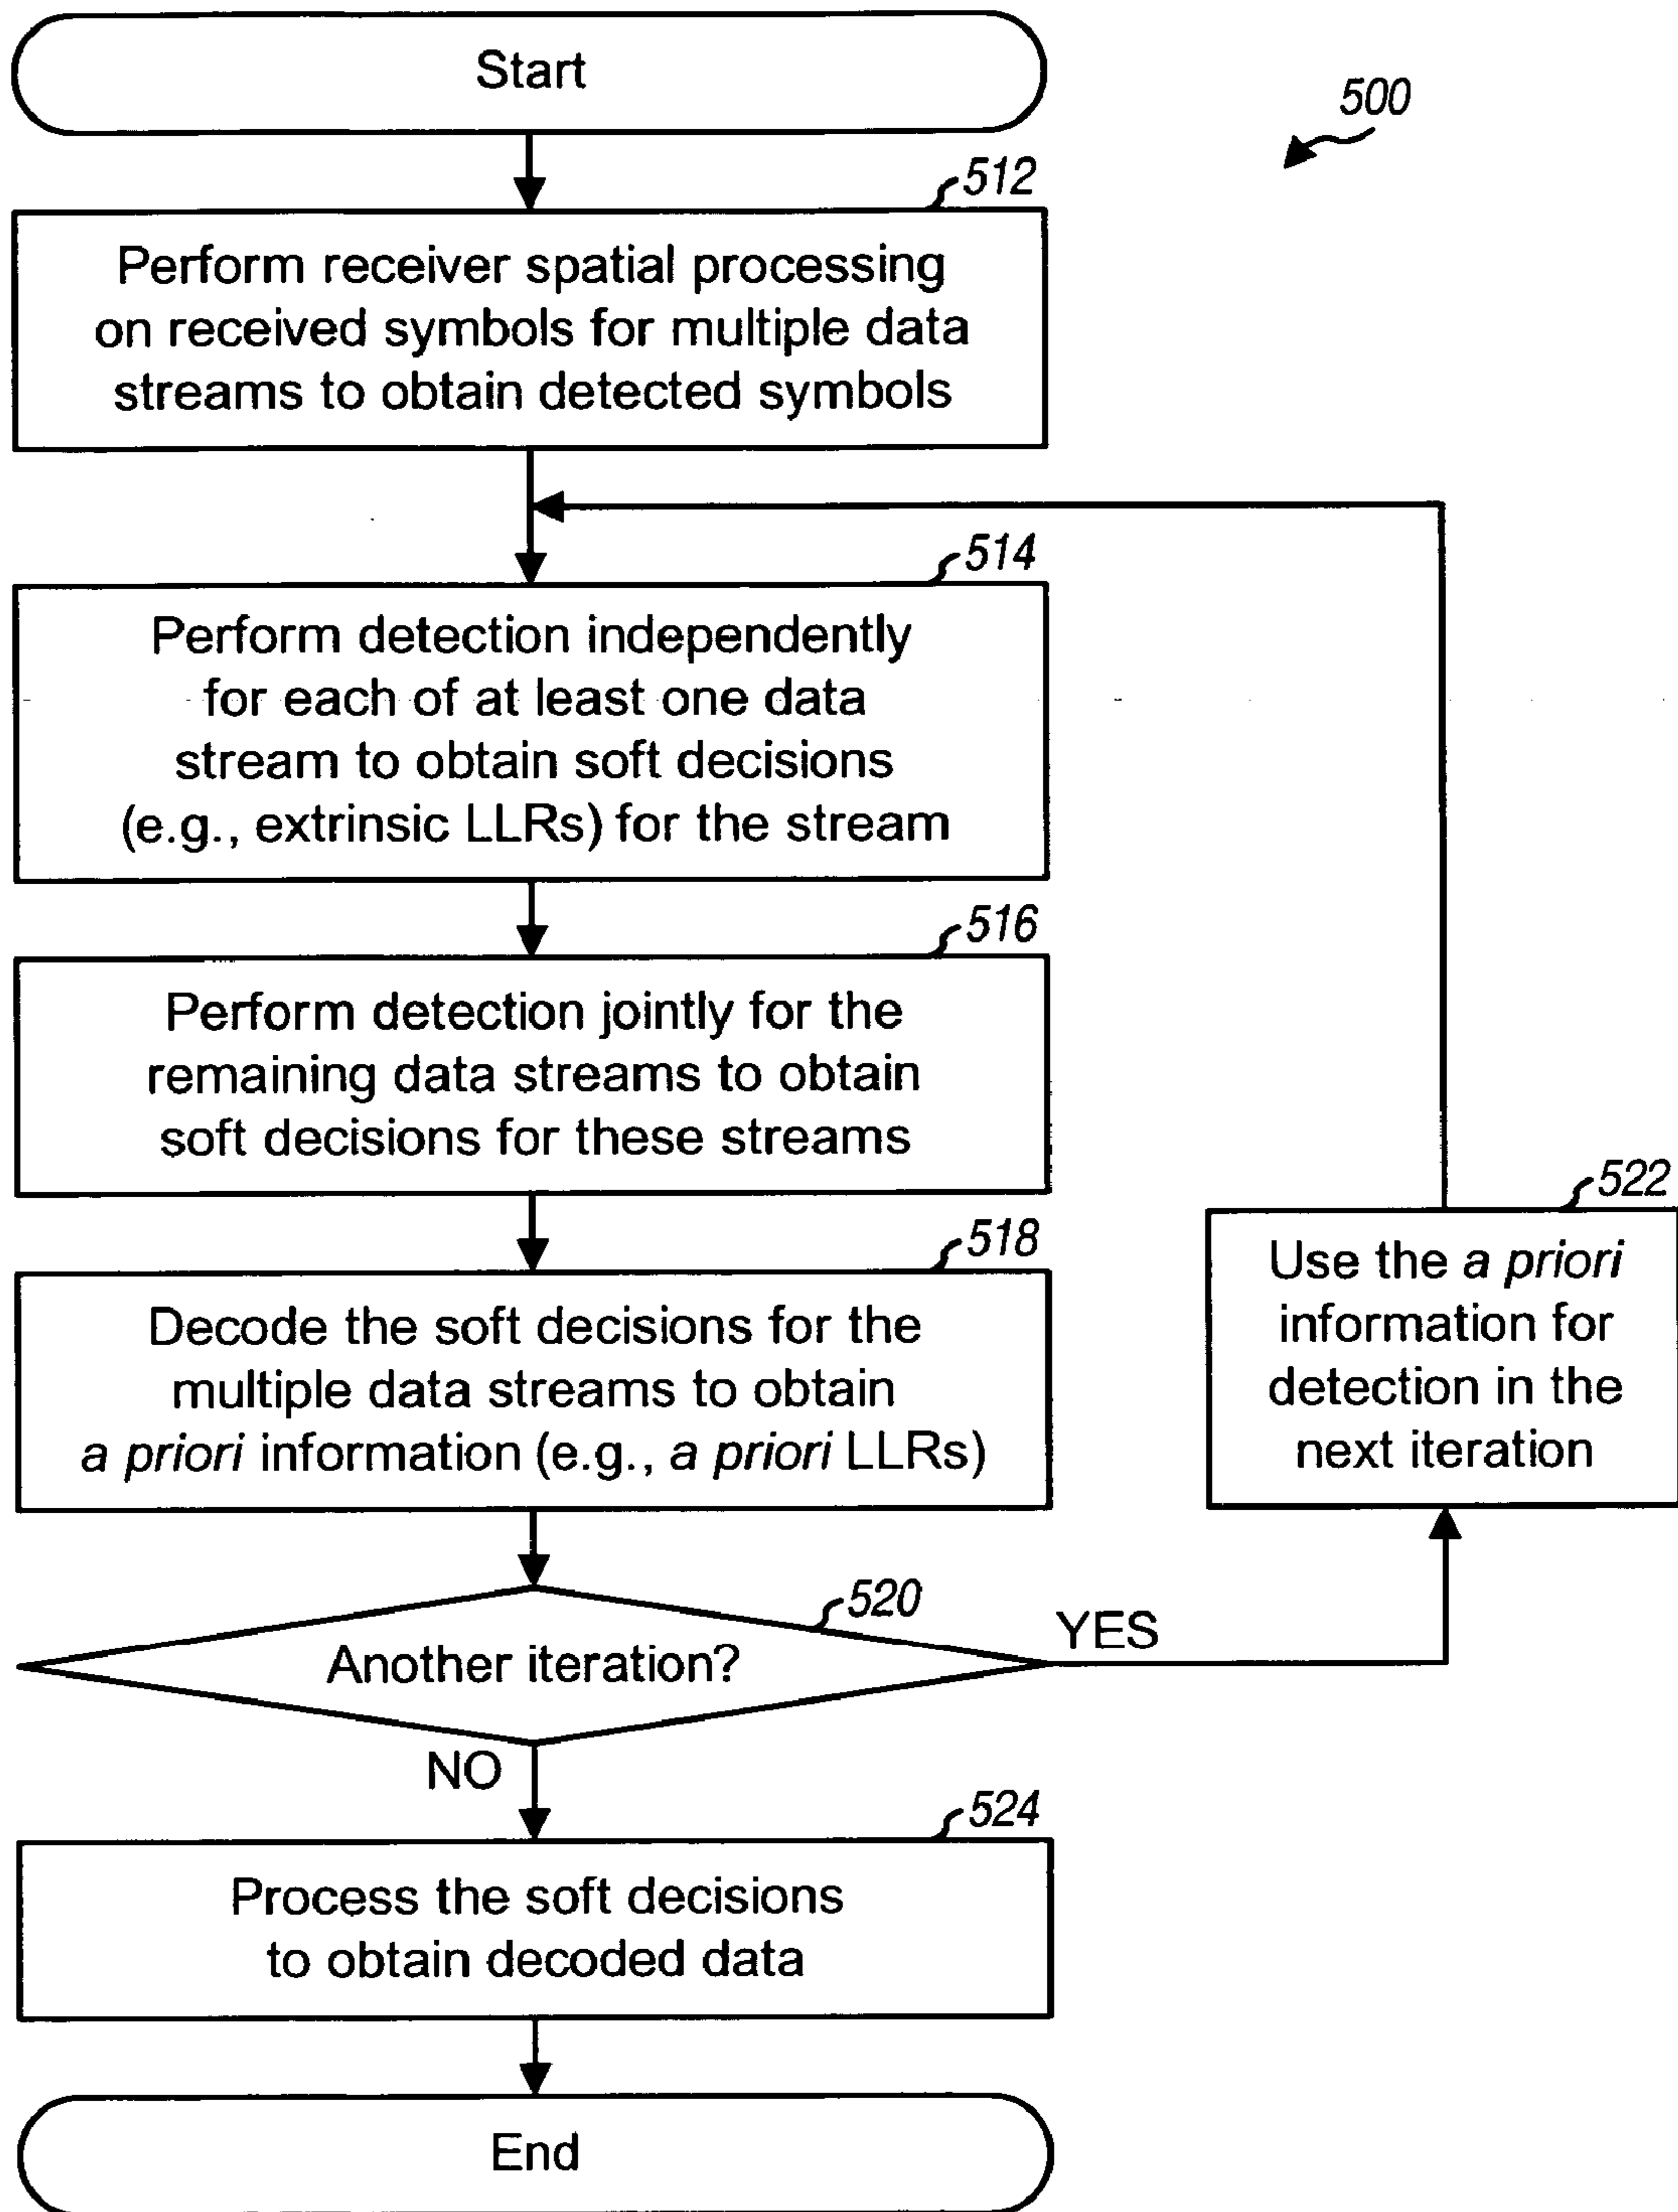 Start
500
512
Perform receiver spatial processing
on received symbols for multiple data
streams to obtain detected symbols
514
Perform detection independently
for each of at least one data
stream to obtain soft decisions
(e.g., extrinsic LLRs) for the stream
516
Perform detection jointly for the
remaining data streams to obtain
soft decisions for these streams
518
Decode the soft decisions for the
multiple data streams to obtain
a priori information (e.g., a priori LLRs)
522
Use the a priori
information for
detection in the
next iteration
520
Another iteration?
YES
NO
524
Process the soft decisions
to obtain decoded data
End